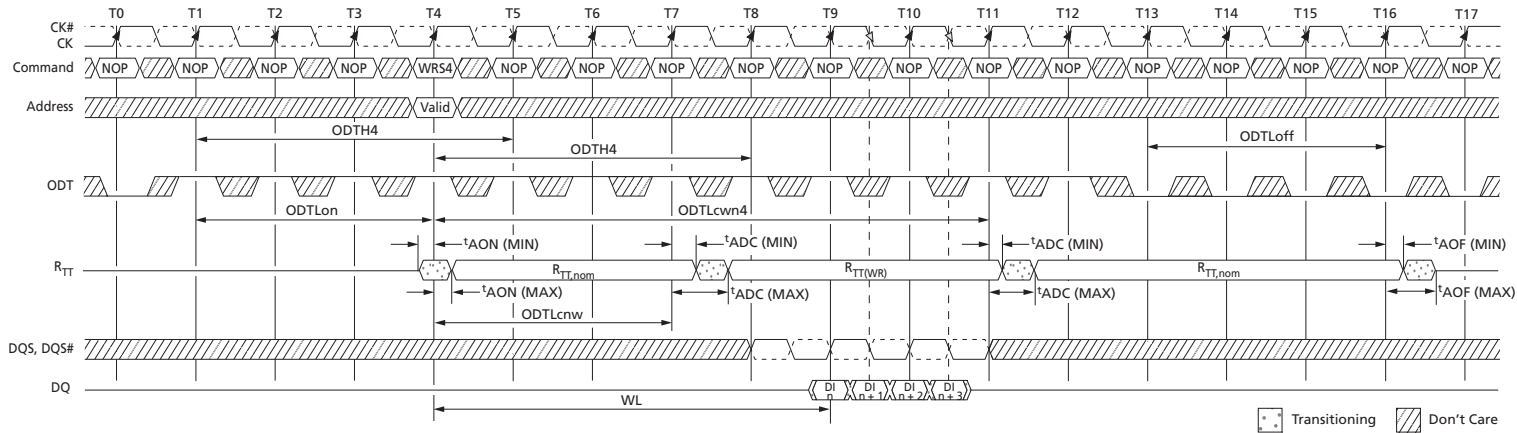 T0 T1 T2 T3 T4 T5 T6 T7 T8 T9 T10 T11 T12 T13 T14 T15 T16 T17
CK#
CK
Command NOP NOP NOP NOP WRS4 NOP NOP NOP NOP NOP NOP NOP NOP NOP NOP NOP NOP NOP
Address Valid
ODTH4 ODTLoff
ODTH4
ODT
ODTLon ODTLcwn4
tAON (MIN) tADC (MIN) tADC (MIN) tAOF (MIN)
RTT RTT,nom RTT(WR) RTT,nom
tAON (MAX) tADC (MAX) tADC (MAX) tAOF (MAX)
ODTLcnw
DQS, DQS#
DQ DI n DI n + 1 DI n + 2 DI n + 3
WL
Transitioning Don't Care